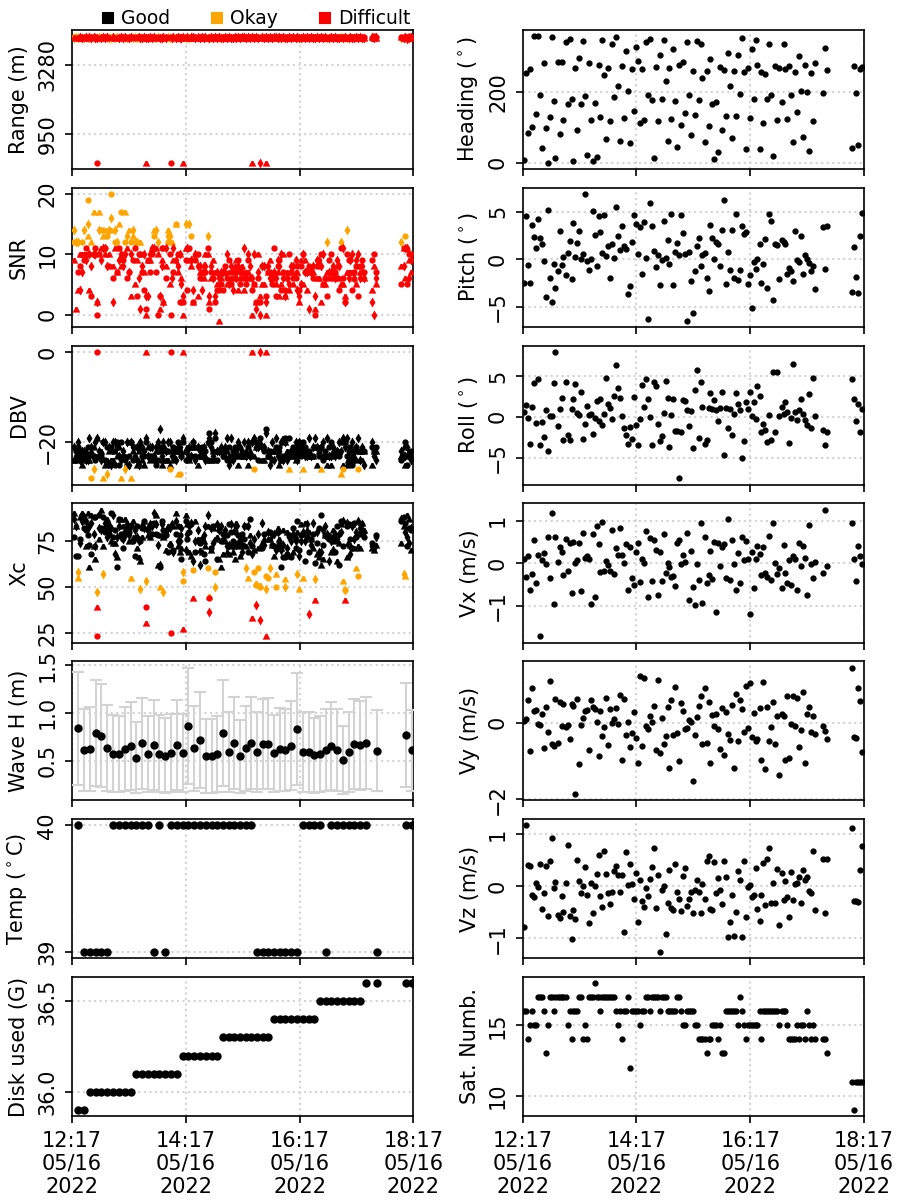 Good Okay Difficult
Range (m)
3280
950
Heading (°)
200
0
SNR
20
10
0
Pitch (°)
5
0
−5
DBV
0
−20
Roll (°)
5
0
−5
Xc
75
50
25
Vx (m/s)
1
0
−1
Wave H (m)
1.5
1.0
0.5
Vy (m/s)
0
−2
Temp (°C)
40
39
Vz (m/s)
1
0
−1
Disk used (G)
36.5
36.0
Sat. Numb.
15
10
12:17 14:17 16:17 18:17 12:17 14:17 16:17 18:17
05/16 05/16 05/16 05/16 05/16 05/16 05/16 05/16
2022 2022 2022 2022 2022 2022 2022 2022